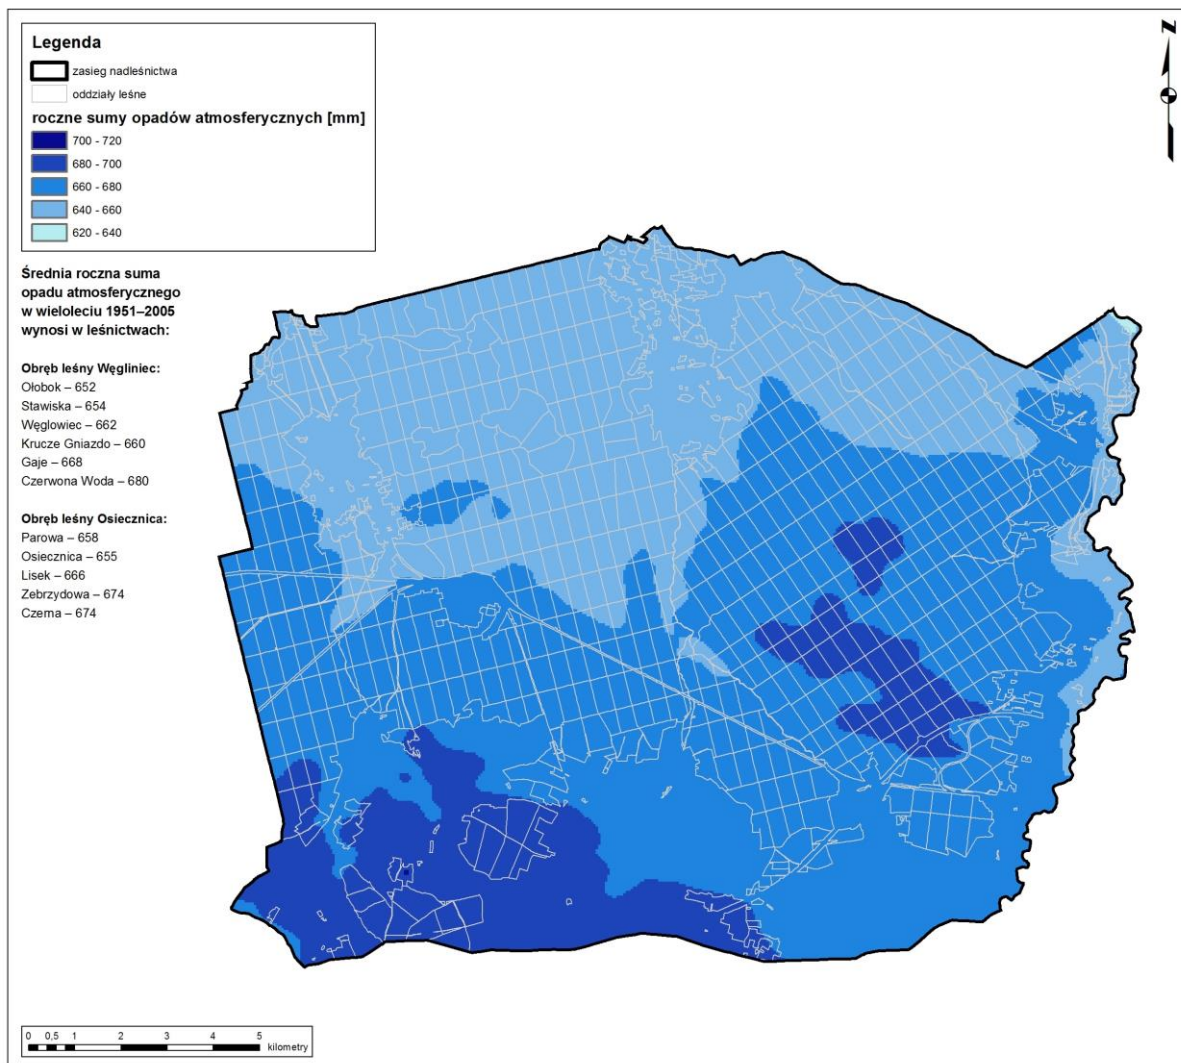 Legenda
zasięg nadleśnictwa
oddziały leśne
roczne sumy opadów atmosferycznych [mm]
700 - 720
680 - 700
660 - 680
640 - 660
620 - 640
N
Średnia roczna suma
opadu atmosferycznego
w wieloleciu 1951–2005
wynosi w leśnictwach:
Obręb leśny Węgliniec:
Ołobok – 652
Stawiska – 654
Węglowiec – 662
Krucze Gniazdo – 660
Gaje – 668
Czerwona Woda – 680
Obręb leśny Osiecznica:
Parowa – 658
Osiecznica – 655
Lisek – 666
Zebrzydowa – 674
Czerna – 674
0 0,5 1 2 3 4 5
kilometry